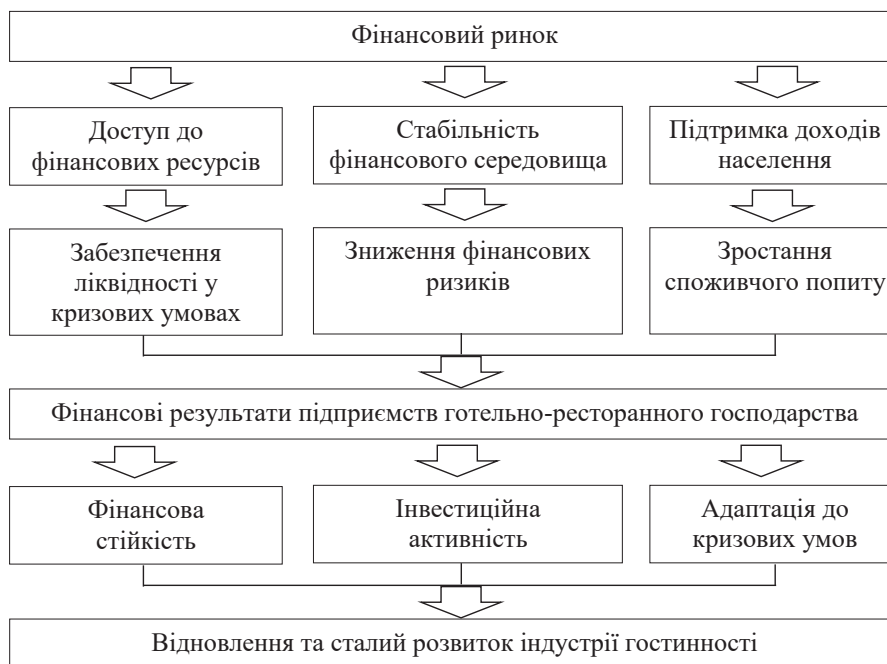 Фінансовий ринок
Доступ до
фінансових ресурсів
Стабільність
фінансового середовища
Підтримка доходів
населення
Забезпечення
ліквідності у
кризових умовах
Зниження фінансових
ризиків
Зростання
споживчого попиту
Фінансові результати підприємств готельно-ресторанного господарства
Фінансова
стійкість
Інвестиційна
активність
Адаптація до
кризових умов
Відновлення та сталий розвиток індустрії гостинності